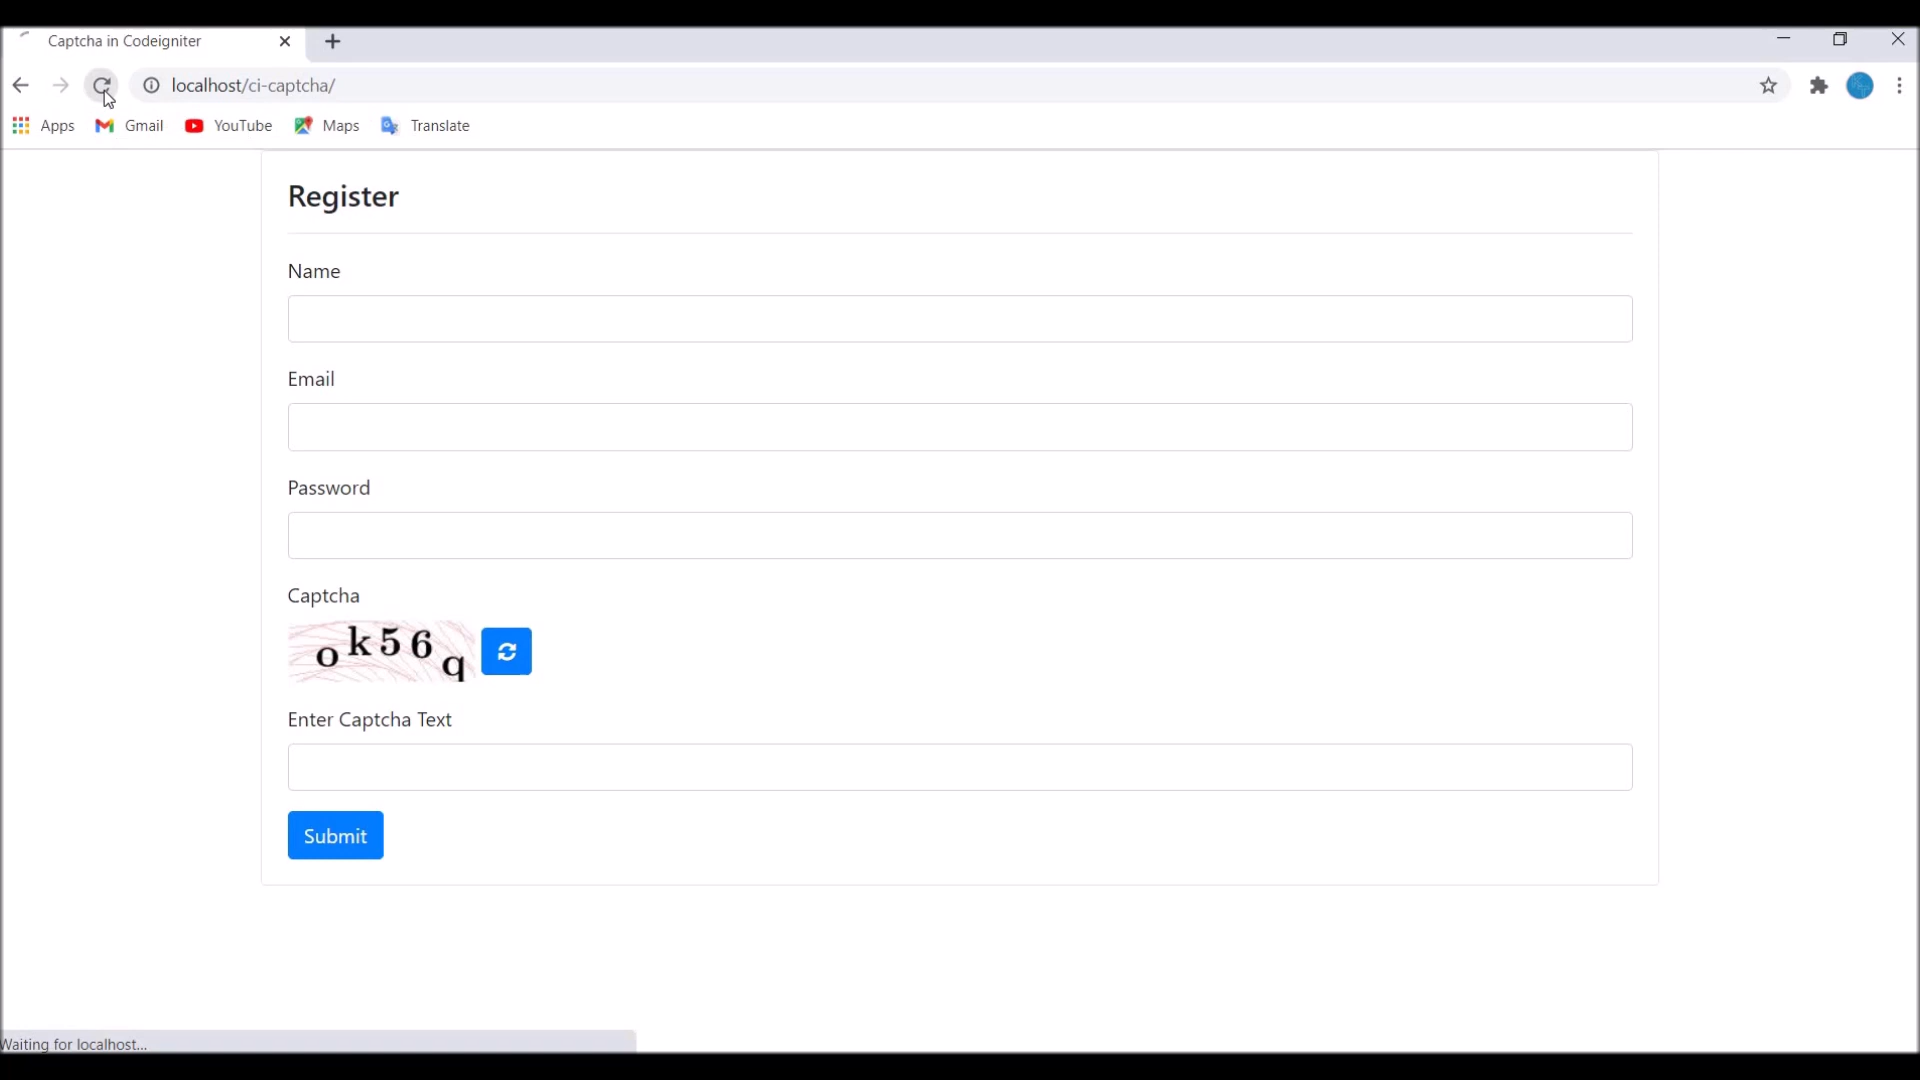 Captcha in Codeigniter
localhost/ci-captcha/
Apps Gmail YouTube Maps Translate
Register
Name
Email
Password
Captcha
ok56q
Enter Captcha Text
Submit
Waiting for localhost...